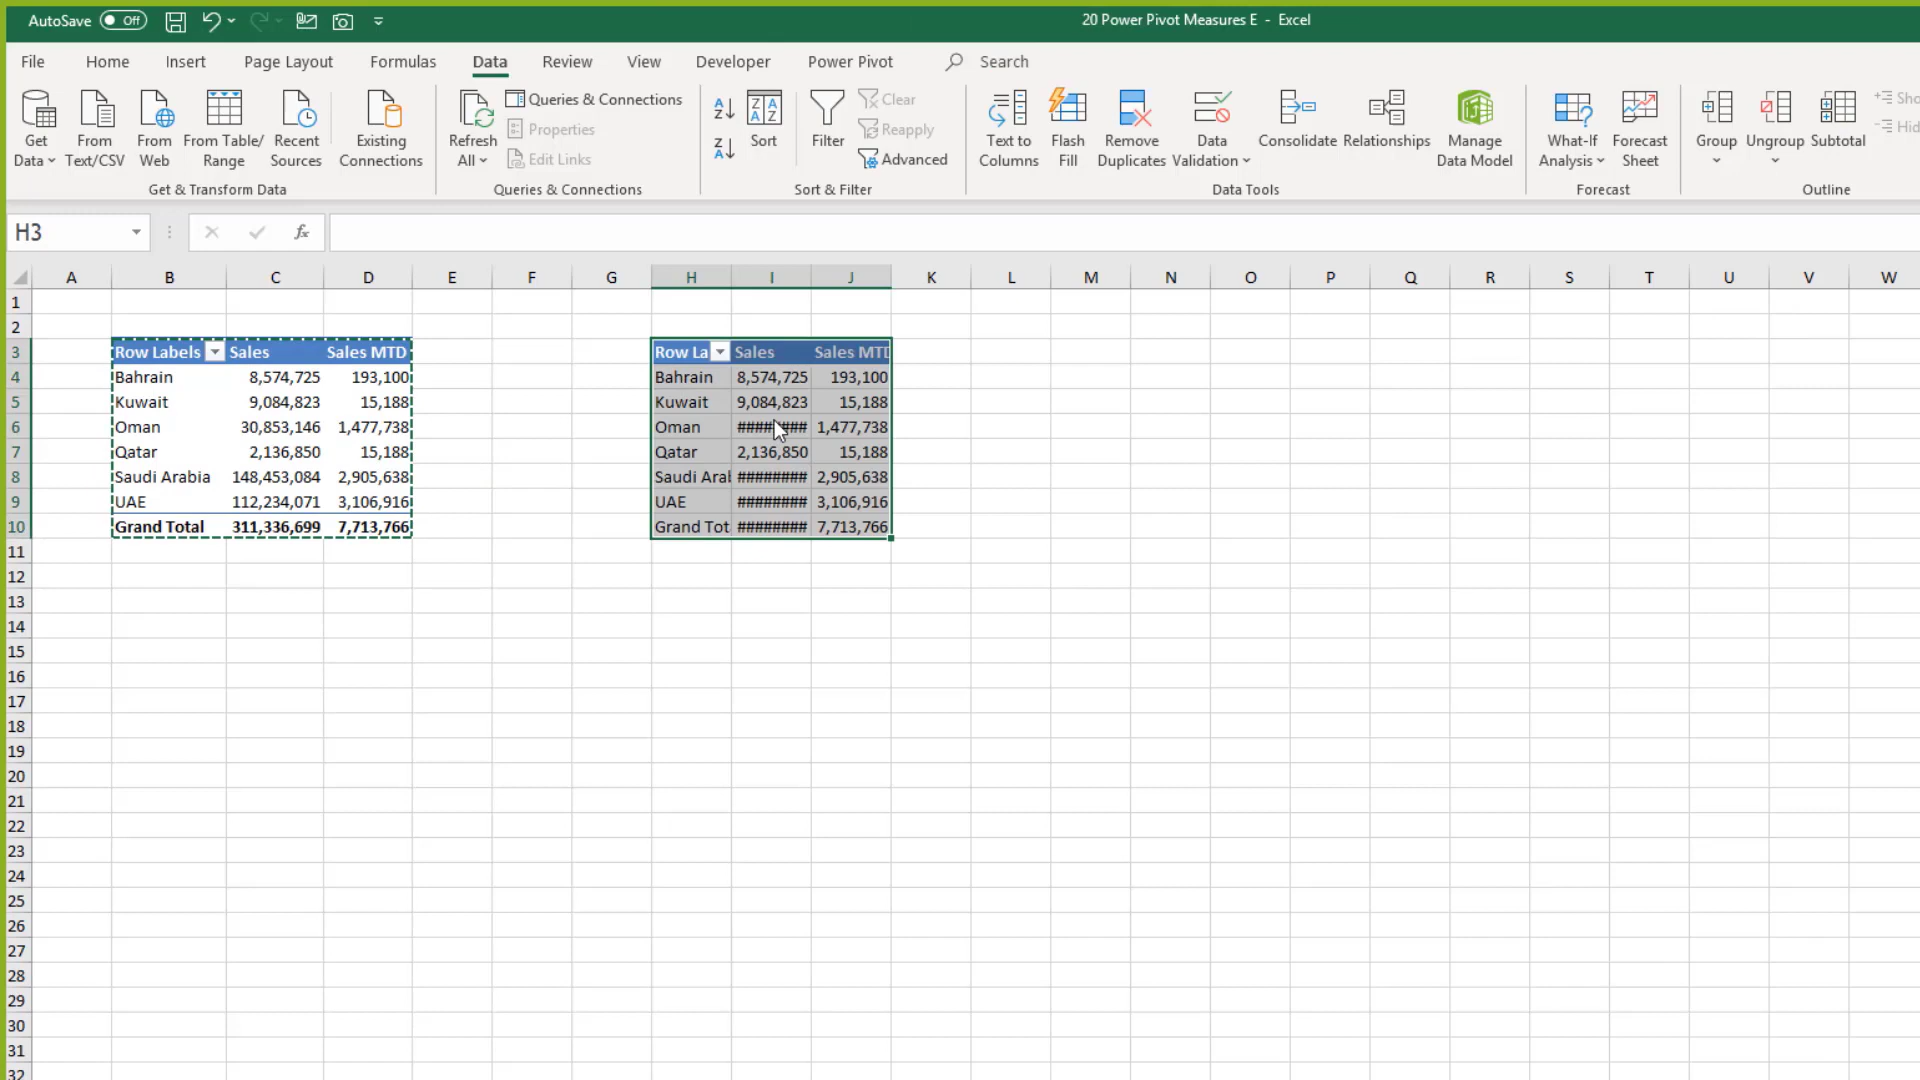 AutoSave Off
20 Power Pivot Measures E - Excel
File Home Insert Page Layout Formulas Data Review View Developer Power Pivot Search
Get Data
From Text/CSV
From Web
From Table/ Range
Recent Sources
Existing Connections
Get & Transform Data
Refresh All
Queries & Connections
Properties
Edit Links
Queries & Connections
Sort
Filter
Clear
Reapply
Advanced
Sort & Filter
Text to Columns
Flash Fill
Remove Duplicates
Data Validation
Consolidate
Relationships
Manage Data Model
Data Tools
What-If Analysis
Forecast Sheet
Forecast
Group
Ungroup
Subtotal
Sho
Hid
Outline
H3
fx
A B C D E F G H I J K L M N O P Q R S T U V W
1
2
3 Row Labels Sales Sales MTD Row La Sales Sales MTD
4 Bahrain 8,574,725 193,100 Bahrain 8,574,725 193,100
5 Kuwait 9,084,823 15,188 Kuwait 9,084,823 15,188
6 Oman 30,853,146 1,477,738 Oman ######## 1,477,738
7 Qatar 2,136,850 15,188 Qatar 2,136,850 15,188
8 Saudi Arabia 148,453,084 2,905,638 Saudi Arab ######## 2,905,638
9 UAE 112,234,071 3,106,916 UAE ######## 3,106,916
10 Grand Total 311,336,699 7,713,766 Grand Tot ######## 7,713,766
11
12
13
14
15
16
17
18
19
20
21
22
23
24
25
26
27
28
29
30
31
32